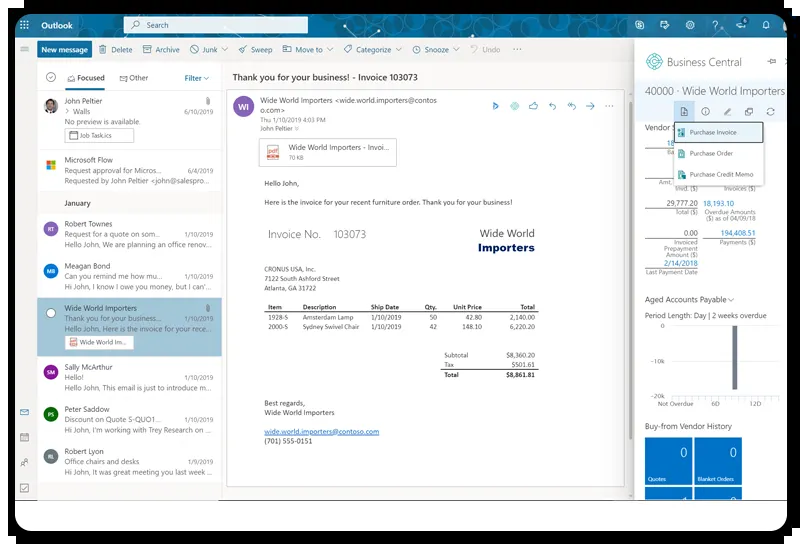 Outlook
Search
New message
Delete
Archive
Junk
Sweep
Move to
Categorize
Snooze
Undo
Focused
Other
Filter
John Peltier
> Walls
6/10/2019
No preview is available.
Job Task.ics
Microsoft Flow
Request approval for Micros...
6/4/2019
Requested by John Peltier <john@salespro...
January
Robert Townes
Request for a quote on som...
1/10/2019
Hello John, We are planning an office renov...
Meagan Bond
Can you remind me how mu...
1/10/2019
Hi John, I know I owe you money, but I can'...
Wide World Importers
Thank you for your business...
1/10/2019
Hello John, Here is the invoice for your rece...
Wide World Im...
Sally McArthur
Hello!
1/10/2019
Hello John, This email is just to introduce m...
Peter Saddow
Discount on Quote S-QUO1...
1/10/2019
Hi John, I'm working with Trey Research on ...
Robert Lyon
Office chairs and desks
1/9/2019
Hi John, It was great meeting you last week ...
RT
MB
SM
PS
RL
Thank you for your business! - Invoice 103073
WI
Wide World Importers <wide.world.importers@contos
o.com>
Thu 1/10/2019 4:03 PM
John Peltier
pdf
Wide World Importers - Invoi...
70 KB
Hello John,
Here is the invoice for your recent furniture order. Thank you for your business!
Invoice No. 103073
Wide World
Importers
CRONUS USA, Inc.
7122 South Ashford Street
Atlanta, GA 31722
Item Description Ship Date Qty. Unit Price Total
1928-S Amsterdam Lamp 1/10/2019 50 42.80 2,140.00
2000-S Sydney Swivel Chair 1/10/2019 42 148.10 6,220.20
Subtotal $8,360.20
Tax $501.61
Total $8,861.81
Best regards,
Wide World Importers
wide.world.importers@contoso.com
(701) 555-0151
Business Central
40000 · Wide World Importers
Vendor
Purchase Invoice
Purchase Order
Purchase Credit Memo
Invoices ($)
29,777.20 18,193.10
Total ($) Overdue Amounts
($) as of 04/09/18
0.00 194,408.51
Invoiced Payments ($)
Prepayment
Amount ($)
2/14/2018
Last Payment Date
Aged Accounts Payable
Period Length: Day | 2 weeks overdue
0
-10k
-20k
Not Overdue 6D 12D
Buy-from Vendor History
0 0
Quotes Blanket Orders